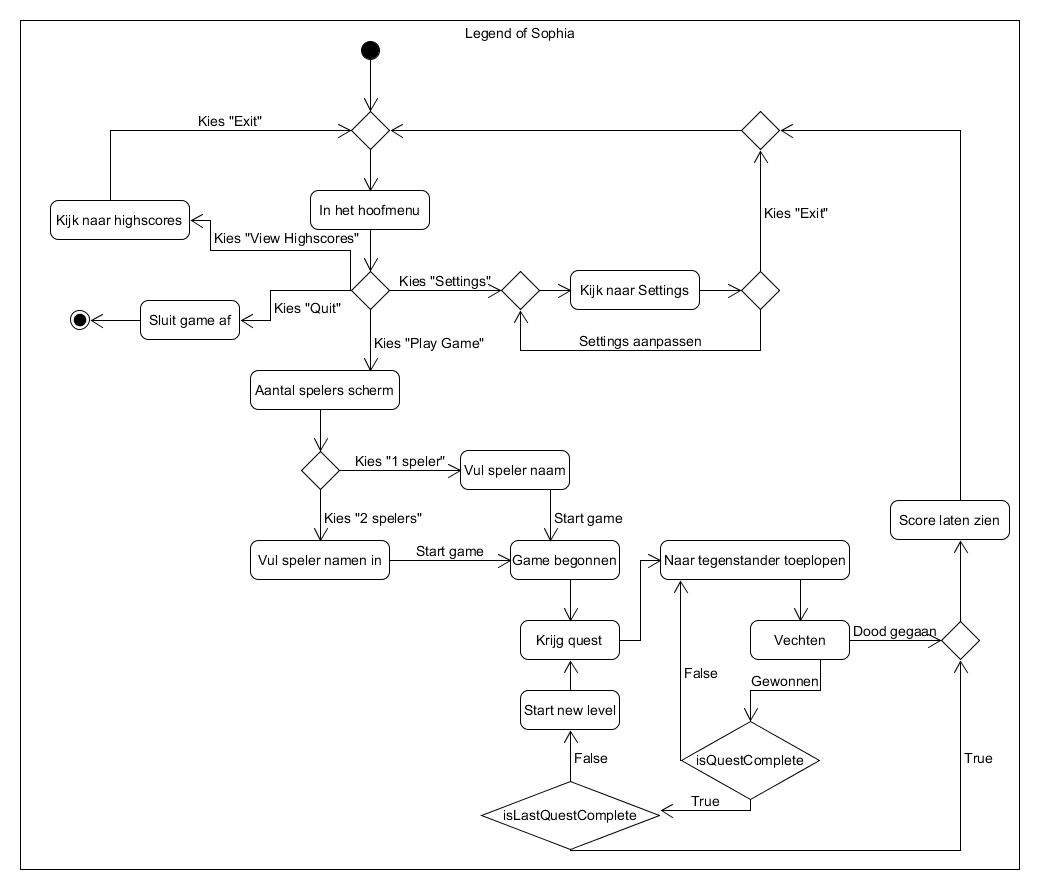 Legend of Sophia
Kies "Exit"
In het hoofmenu
Kijk naar highscores
Kies "View Highscores"
Kies "Exit"
Kies "Settings"
Kijk naar Settings
Kies "Quit"
Sluit game af
Settings aanpassen
Kies "Play Game"
Aantal spelers scherm
Kies "1 speler"
Vul speler naam
Kies "2 spelers"
Start game
Score laten zien
Vul speler namen in
Start game
Game begonnen
Naar tegenstander toeplopen
Krijg quest
Vechten
Dood gegaan
False
Gewonnen
Start new level
False
isQuestComplete
True
True
isLastQuestComplete